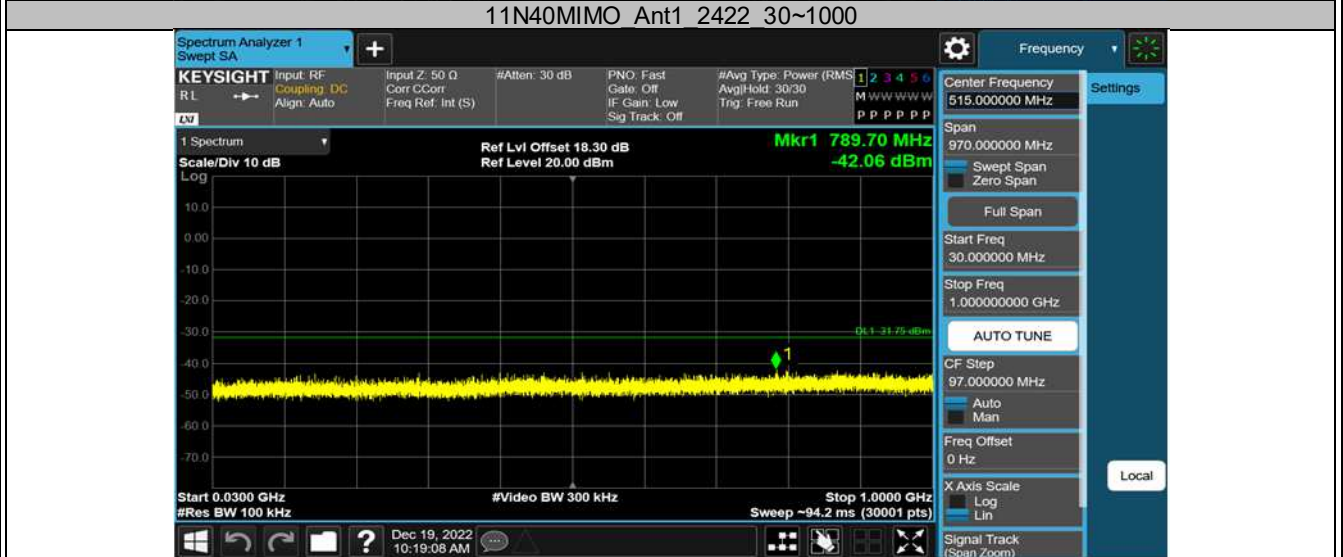 11N40MIMO_Ant1_2422_30~1000
Spectrum Analyzer 1
Swept SA
+
Frequency
KEYSIGHT
RL
LXI
Input: RF
Coupling: DC
Align: Auto
Input Z: 50 Ω
Corr CCorr
Freq Ref: Int (S)
#Atten: 30 dB
PNO: Fast
Gate: Off
IF Gain: Low
Sig Track: Off
#Avg Type: Power (RMS
Avg|Hold: 30/30
Trig: Free Run
1 2 3 4 5 6
M W W W W W
P P P P P P
1 Spectrum
Scale/Div 10 dB
Log
Ref Lvl Offset 18.30 dB
Ref Level 20.00 dBm
Mkr1 789.70 MHz
-42.06 dBm
10.0
0.00
-10.0
-20.0
-30.0
DL1 -31.75 dBm
1
-40.0
-50.0
-60.0
-70.0
Start 0.0300 GHz
#Res BW 100 kHz
#Video BW 300 kHz
Stop 1.0000 GHz
Sweep ~94.2 ms (30001 pts)
?
Dec 19, 2022
10:19:08 AM
Center Frequency
515.000000 MHz
Span
970.000000 MHz
Swept Span
Zero Span
Full Span
Start Freq
30.000000 MHz
Stop Freq
1.000000000 GHz
AUTO TUNE
CF Step
97.000000 MHz
Auto
Man
Freq Offset
0 Hz
X Axis Scale
Log
Lin
Signal Track
(Span Zoom)
Settings
Local